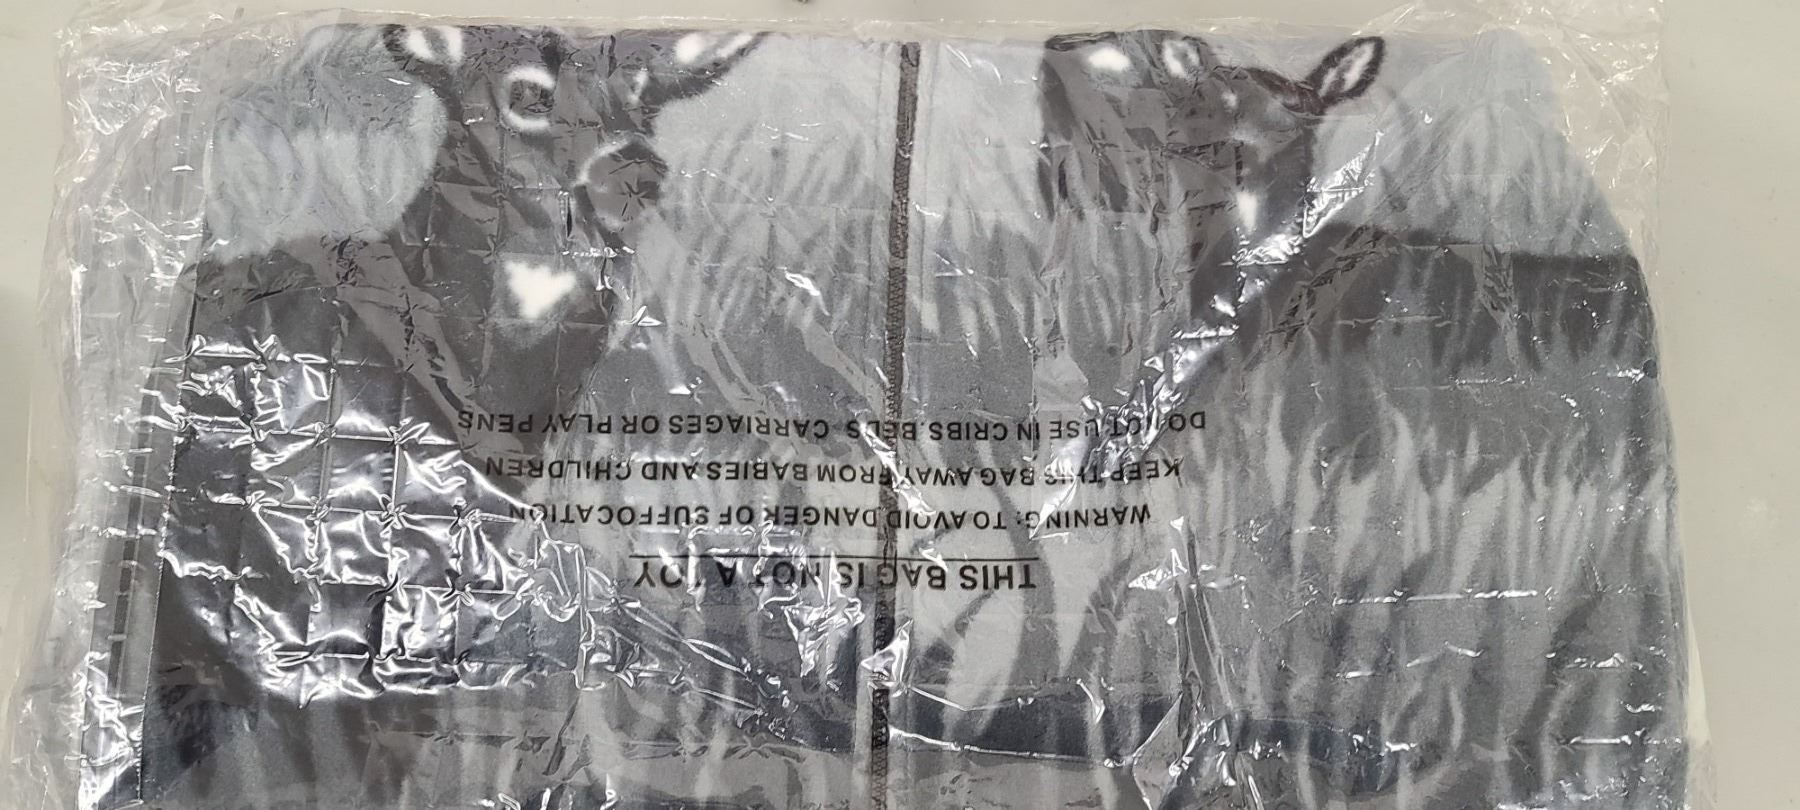 THIS BAG IS NOT A TOY
WARNING: TO AVOID DANGER OF SUFFOCATION
KEEP THIS BAG AWAY FROM BABIES AND CHILDREN
DO NOT USE IN CRIBS. BEDS CARRIAGES OR PLAY PENS